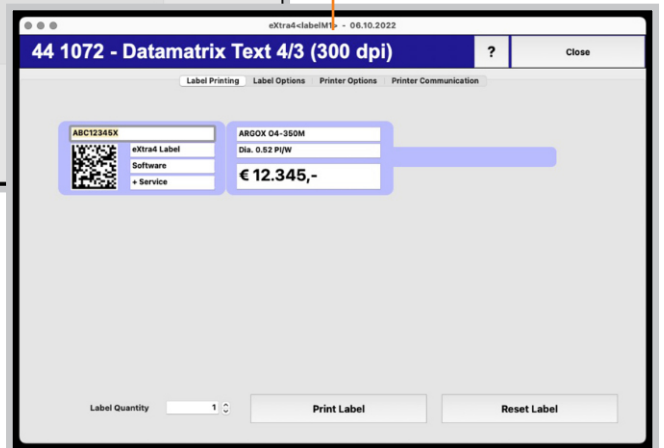 eXtra4<labelM1> - 06.10.2022
44 1072 - Datamatrix Text 4/3 (300 dpi)
?
Close
Label Printing Label Options Printer Options Printer Communication
ABC12345X
eXtra4 Label
Software
+ Service
ARGOX O4-350M
Dia. 0.52 PI/W
€ 12.345,-
Label Quantity
1
Print Label
Reset Label